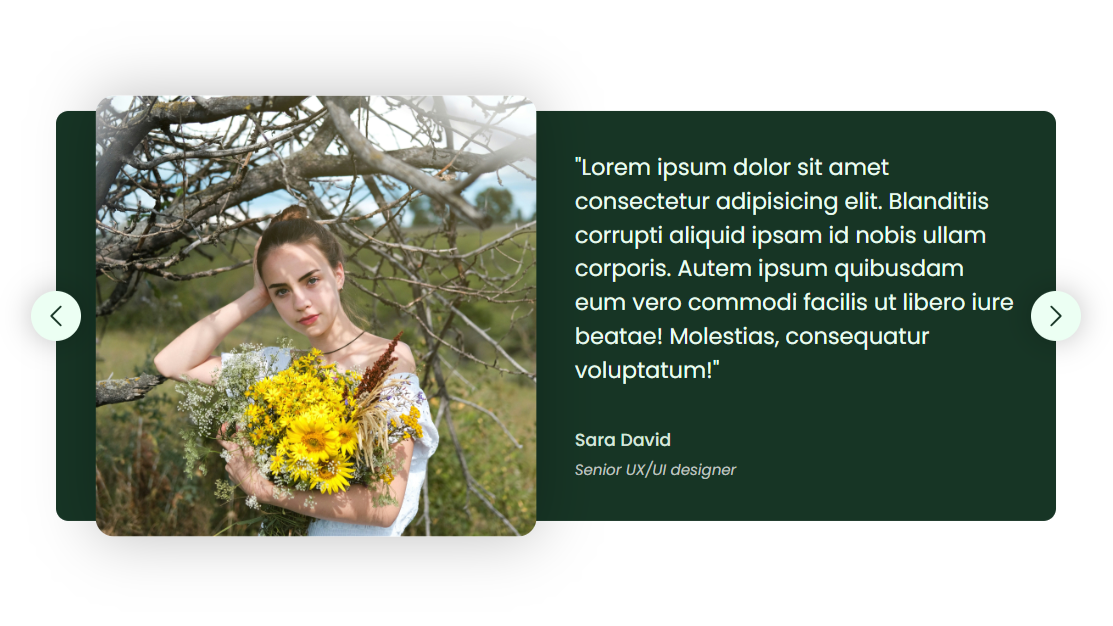 "Lorem ipsum dolor sit amet
consectetur adipisicing elit. Blanditiis
corrupti aliquid ipsam id nobis ullam
corporis. Autem ipsum quibusdam
eum vero commodi facilis ut libero iure
beatae! Molestias, consequatur
voluptatum!"
Sara David
Senior UX/UI designer